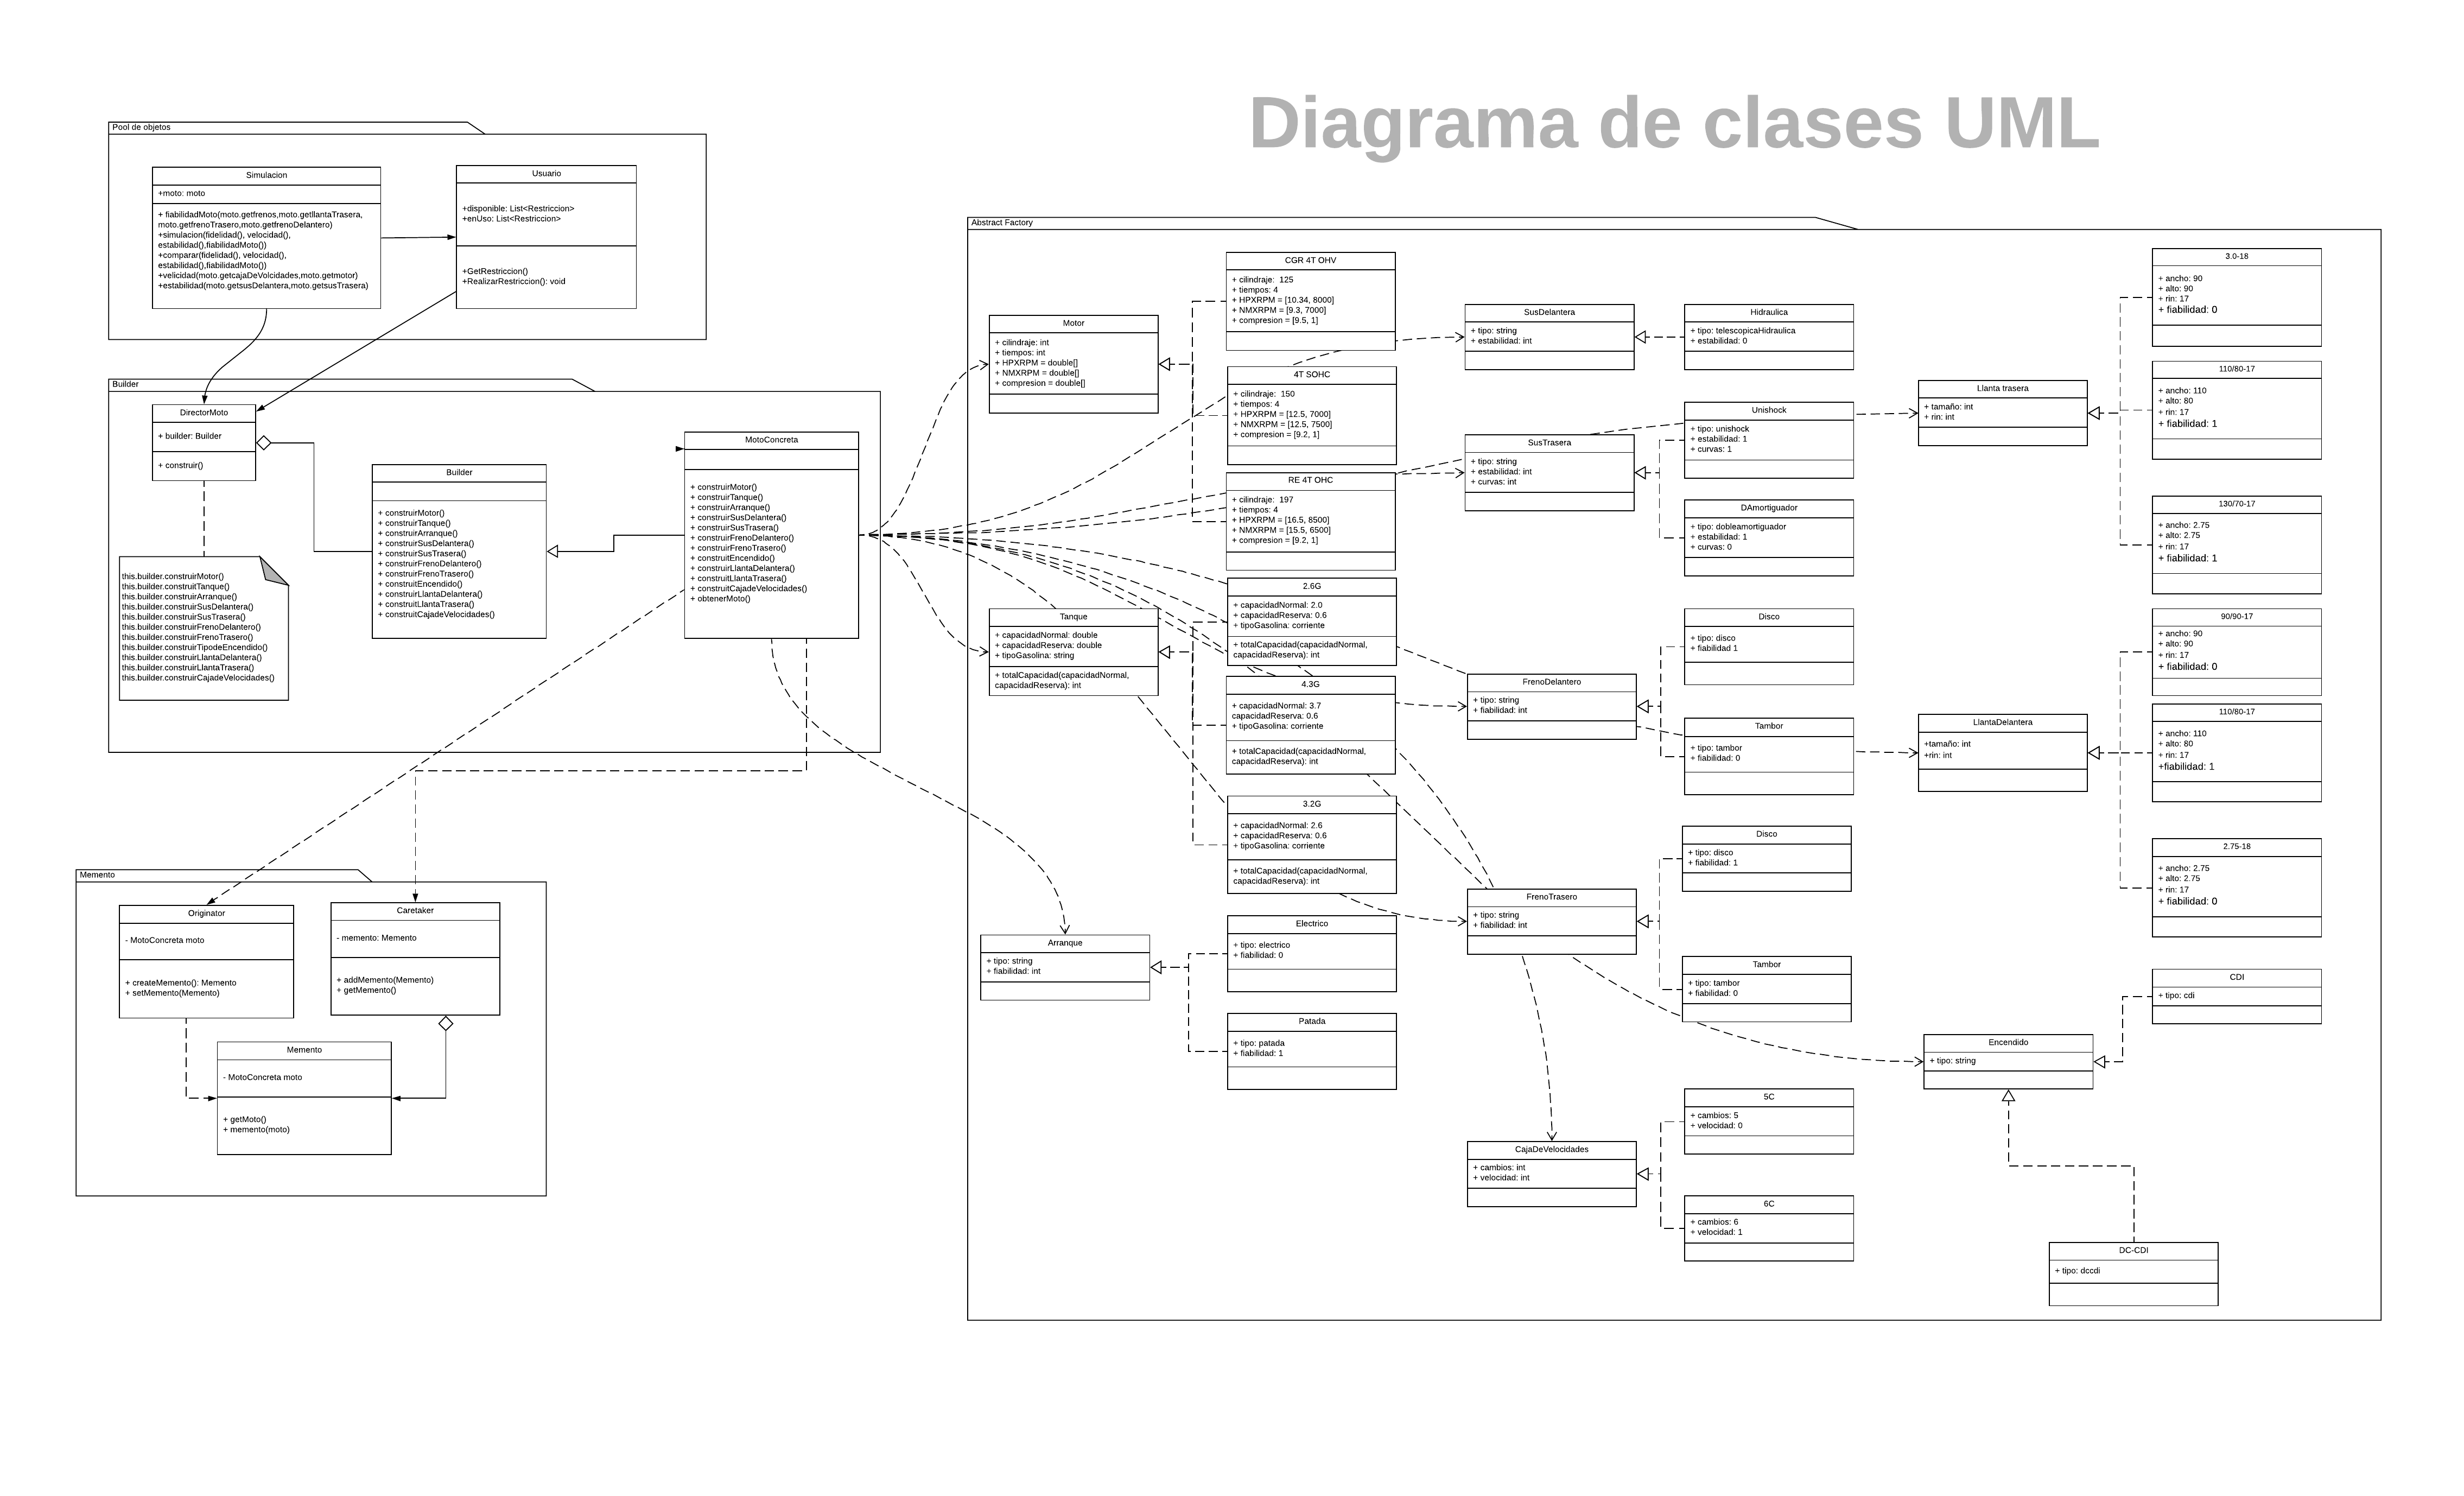 Diagrama de clases UML
Pool de objetos
Simulacion
+moto: moto
+ fiabilidadMoto(moto.getfrenos,moto.getllantaTrasera,
moto.getfrenoTrasero,moto.getfrenoDelantero)
+simulacion(fidelidad(), velocidad(),
estabilidad(),fiabilidadMoto())
+comparar(fidelidad(), velocidad(),
estabilidad(),fiabilidadMoto())
+velicidad(moto.getcajaDeVolcidades,moto.getmotor)
+estabilidad(moto.getsusDelantera,moto.getsusTrasera)
Usuario
+disponible: List<Restriccion>
+enUso: List<Restriccion>
+GetRestriccion()
+RealizarRestriccion(): void
Builder
DirectorMoto
+ builder: Builder
+ construir()
this.builder.construirMotor()
this.builder.construirTanque()
this.builder.construirArranque()
this.builder.construirSusDelantera()
this.builder.construirSusTrasera()
this.builder.construirFrenoDelantero()
this.builder.construirFrenoTrasero()
this.builder.construirTipodeEncendido()
this.builder.construirLlantaDelantera()
this.builder.construirLlantaTrasera()
this.builder.construirCajadeVelocidades()
Builder
+ construirMotor()
+ construirTanque()
+ construirArranque()
+ construirSusDelantera()
+ construirSusTrasera()
+ construirFrenoDelantero()
+ construirFrenoTrasero()
+ construitEncendido()
+ construirLlantaDelantera()
+ construitLlantaTrasera()
+ construitCajadeVelocidades()
MotoConcreta
+ construirMotor()
+ construirTanque()
+ construirArranque()
+ construirSusDelantera()
+ construirSusTrasera()
+ construirFrenoDelantero()
+ construirFrenoTrasero()
+ construitEncendido()
+ construirLlantaDelantera()
+ construitLlantaTrasera()
+ construitCajadeVelocidades()
+ obtenerMoto()
Memento
Originator
- MotoConcreta moto
+ createMemento(): Memento
+ setMemento(Memento)
Caretaker
- memento: Memento
+ addMemento(Memento)
+ getMemento()
Memento
- MotoConcreta moto
+ getMoto()
+ memento(moto)
Abstract Factory
Motor
+ cilindraje: int
+ tiempos: int
+ HPXRPM = double[]
+ NMXRPM = double[]
+ compresion = double[]
Tanque
+ capacidadNormal: double
+ capacidadReserva: double
+ tipoGasolina: string
+ totalCapacidad(capacidadNormal,
capacidadReserva): int
Arranque
+ tipo: string
+ fiabilidad: int
CGR 4T OHV
+ cilindraje: 125
+ tiempos: 4
+ HPXRPM = [10.34, 8000]
+ NMXRPM = [9.3, 7000]
+ compresion = [9.5, 1]
4T SOHC
+ cilindraje: 150
+ tiempos: 4
+ HPXRPM = [12.5, 7000]
+ NMXRPM = [12.5, 7500]
+ compresion = [9.2, 1]
RE 4T OHC
+ cilindraje: 197
+ tiempos: 4
+ HPXRPM = [16.5, 8500]
+ NMXRPM = [15.5, 6500]
+ compresion = [9.2, 1]
2.6G
+ capacidadNormal: 2.0
+ capacidadReserva: 0.6
+ tipoGasolina: corriente
+ totalCapacidad(capacidadNormal,
capacidadReserva): int
4.3G
+ capacidadNormal: 3.7
capacidadReserva: 0.6
+ tipoGasolina: corriente
+ totalCapacidad(capacidadNormal,
capacidadReserva): int
3.2G
+ capacidadNormal: 2.6
+ capacidadReserva: 0.6
+ tipoGasolina: corriente
+ totalCapacidad(capacidadNormal,
capacidadReserva): int
Electrico
+ tipo: electrico
+ fiabilidad: 0
Patada
+ tipo: patada
+ fiabilidad: 1
SusDelantera
+ tipo: string
+ estabilidad: int
SusTrasera
+ tipo: string
+ estabilidad: int
+ curvas: int
FrenoDelantero
+ tipo: string
+ fiabilidad: int
FrenoTrasero
+ tipo: string
+ fiabilidad: int
CajaDeVelocidades
+ cambios: int
+ velocidad: int
Hidraulica
+ tipo: telescopicaHidraulica
+ estabilidad: 0
Unishock
+ tipo: unishock
+ estabilidad: 1
+ curvas: 1
DAmortiguador
+ tipo: dobleamortiguador
+ estabilidad: 1
+ curvas: 0
Disco
+ tipo: disco
+ fiabilidad 1
Tambor
+ tipo: tambor
+ fiabilidad: 0
Disco
+ tipo: disco
+ fiabilidad: 1
Tambor
+ tipo: tambor
+ fiabilidad: 0
5C
+ cambios: 5
+ velocidad: 0
6C
+ cambios: 6
+ velocidad: 1
Llanta trasera
+ tamaño: int
+ rin: int
LlantaDelantera
+tamaño: int
+rin: int
Encendido
+ tipo: string
3.0-18
+ ancho: 90
+ alto: 90
+ rin: 17
+ fiabilidad: 0
110/80-17
+ ancho: 110
+ alto: 80
+ rin: 17
+ fiabilidad: 1
130/70-17
+ ancho: 2.75
+ alto: 2.75
+ rin: 17
+ fiabilidad: 1
90/90-17
+ ancho: 90
+ alto: 90
+ rin: 17
+ fiabilidad: 0
110/80-17
+ ancho: 110
+ alto: 80
+ rin: 17
+fiabilidad: 1
2.75-18
+ ancho: 2.75
+ alto: 2.75
+ rin: 17
+ fiabilidad: 0
CDI
+ tipo: cdi
DC-CDI
+ tipo: dccdi